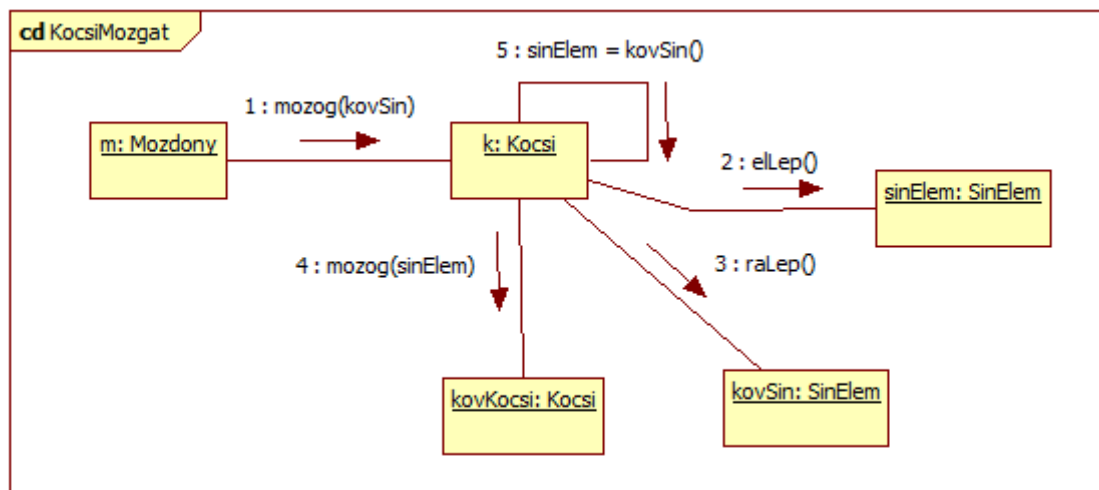 cd KocsiMozgat
5 : sinElem = kovSin()
1 : mozog(kovSin)
m: Mozdony
k: Kocsi
2 : elLep()
sinElem: SinElem
4 : mozog(sinElem)
3 : raLep()
kovKocsi: Kocsi
kovSin: SinElem